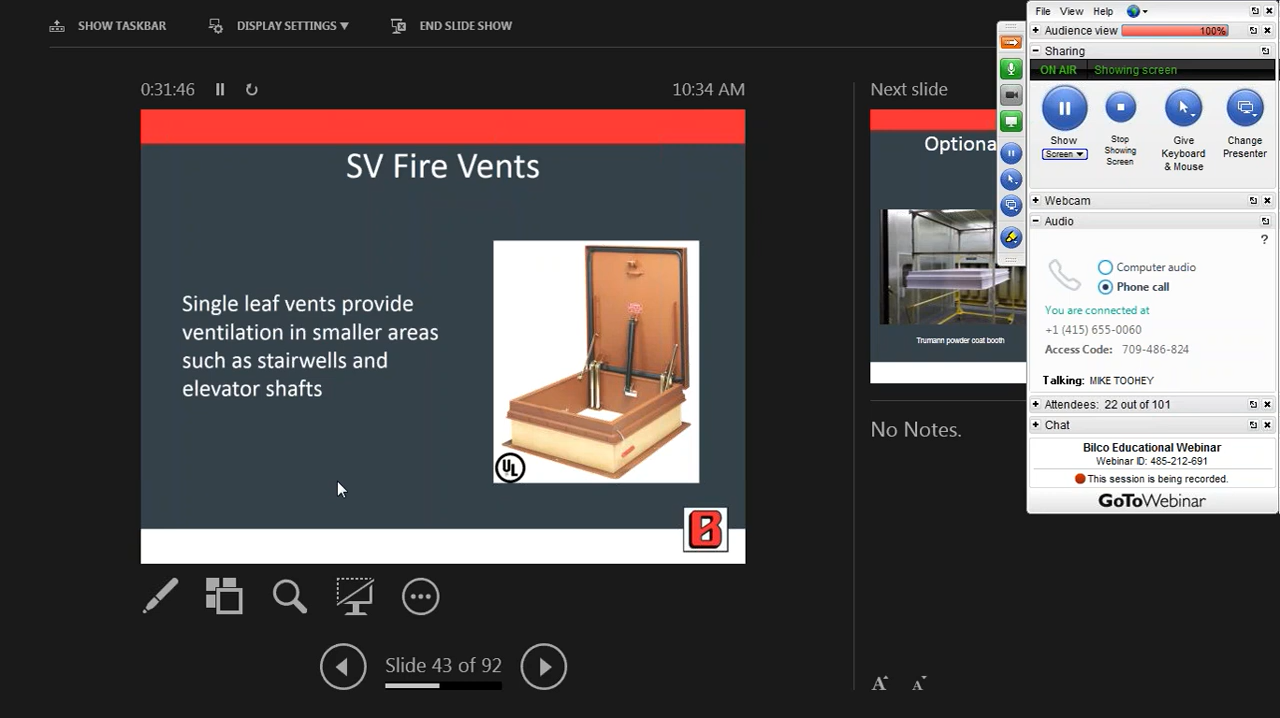 SHOW TASKBAR
DISPLAY SETTINGS ▼
END SLIDE SHOW
0:31:46
10:34 AM
SV Fire Vents
Single leaf vents provide
ventilation in smaller areas
such as stairwells and
elevator shafts
UL
B
Slide 43 of 92
Next slide
Optiona
Trumann powder coat booth
No Notes.
A A
File View Help
Audience view 100%
Sharing
ON AIR Showing screen
Show
Screen
Stop
Showing
Screen
Give
Keyboard
& Mouse
Change
Presenter
Webcam
Audio
?
Computer audio
Phone call
You are connected at
+1 (415) 655-0060
Access Code: 709-486-824
Talking: MIKE TOOHEY
Attendees: 22 out of 101
Chat
Bilco Educational Webinar
Webinar ID: 485-212-691
This session is being recorded.
GoToWebinar